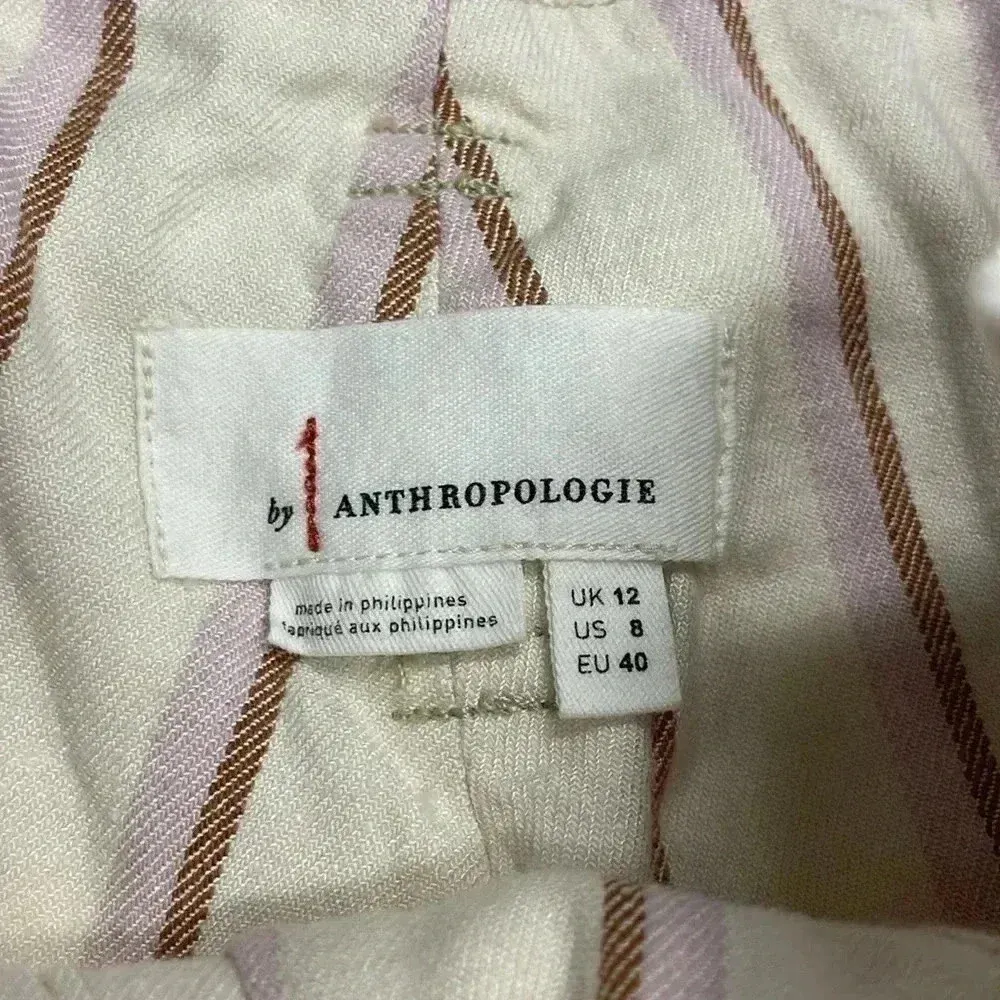 by ANTHROPOLOGIE
made in philippines
fabriqué aux philippines
UK 12
US 8
EU 40